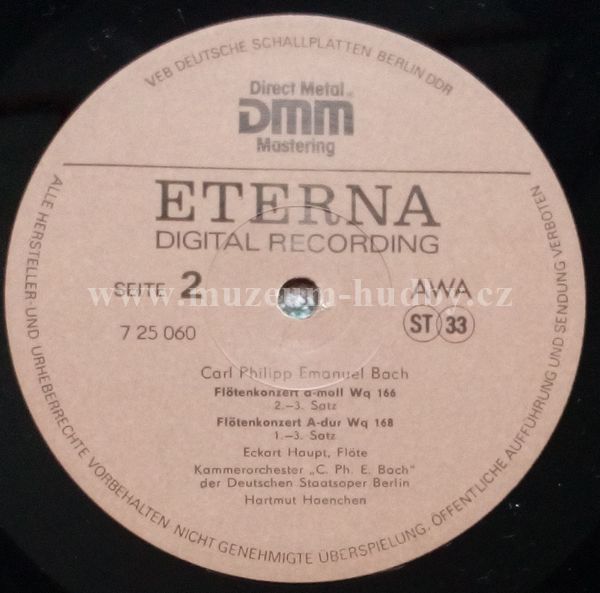 VEB DEUTSCHE SCHALLPLATTEN BERLIN DDR
Direct Metal
DMM
Mastering
ETERNA
DIGITAL RECORDING
SEITE 2
AWA
www.muzeum-hudby.cz
7 25 060
ST 33
Carl Philipp Emanuel Bach
Flötenkonzert a-moll Wq 166
2.–3. Satz
Flötenkonzert A-dur Wq 168
1.–3. Satz
Eckart Haupt, Flöte
Kammerorchester „C. Ph. E. Bach"
der Deutschen Staatsoper Berlin
Hartmut Haenchen
ALLE HERSTELLER- UND URHEBERRECHTE VORBEHALTEN NICHT GENEHMIGTE ÜBERSPIELUNG, ÖFFENTLICHE AUFFÜHRUNG UND SENDUNG VERBOTEN